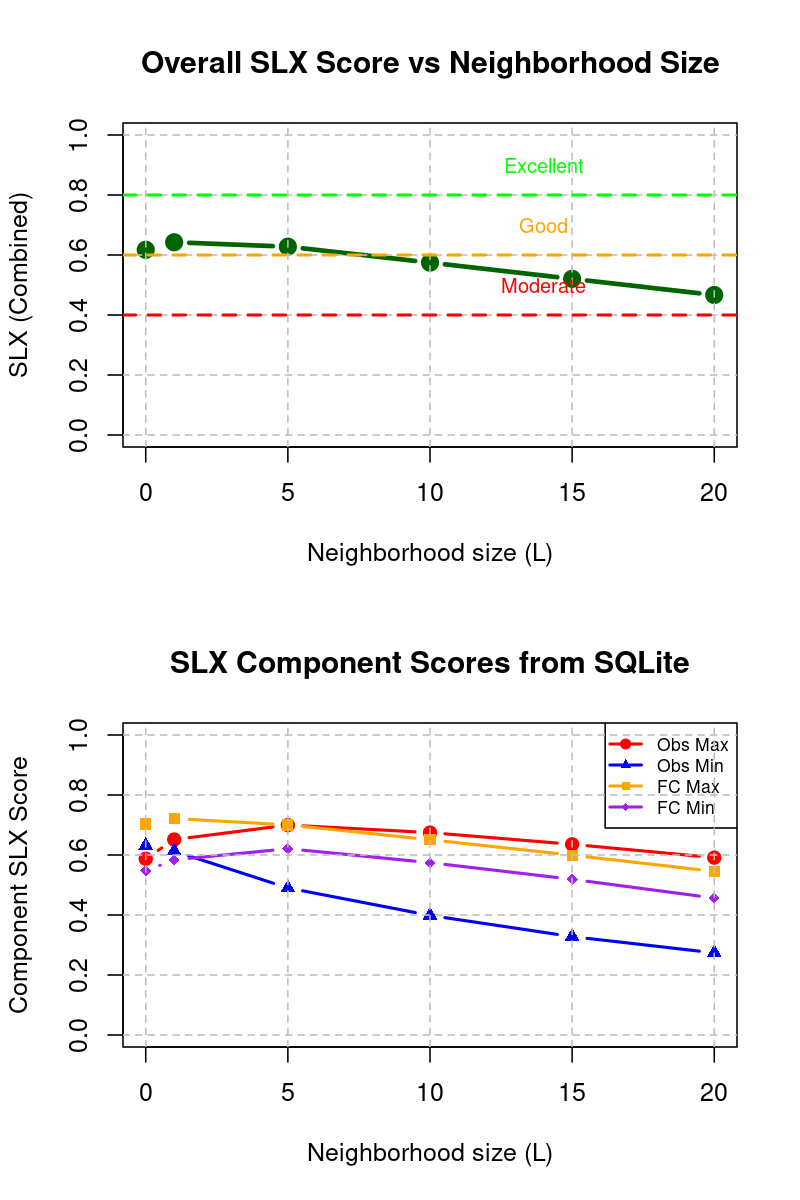 Overall SLX Score vs Neighborhood Size
SLX (Combined)
1.0
0.8
0.6
0.4
0.2
0.0
Excellent
Good
Moderate
0 5 10 15 20
Neighborhood size (L)
SLX Component Scores from SQLite
Component SLX Score
1.0
0.8
0.6
0.4
0.2
0.0
Obs Max
Obs Min
FC Max
FC Min
0 5 10 15 20
Neighborhood size (L)